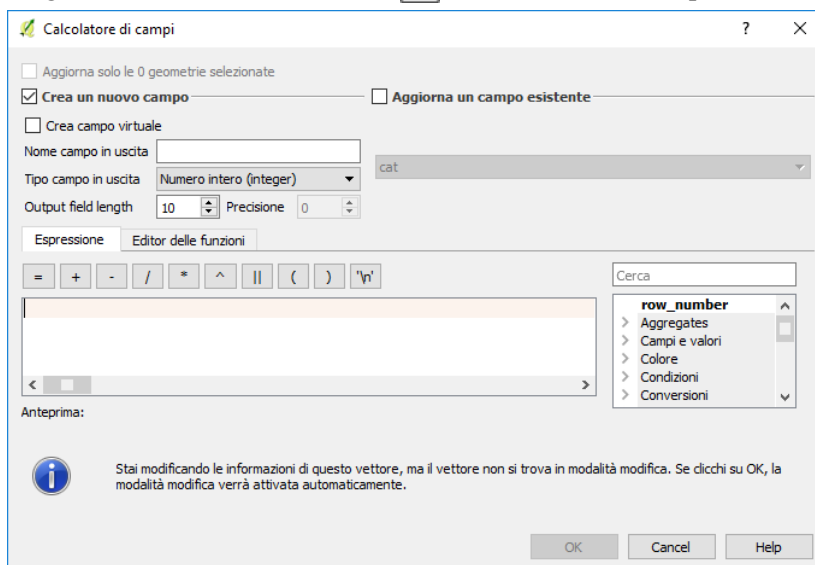 Calcolatore di campi ? ×
Aggiorna solo le 0 geometrie selezionate
Crea un nuovo campo
Aggiorna un campo esistente
Crea campo virtuale
Nome campo in uscita
cat
Tipo campo in uscita Numero intero (integer)
Output field length 10 Precisione 0
Espressione Editor delle funzioni
= + - / * ^ || ( ) '\n'
Cerca
row_number
Aggregates
Campi e valori
Colore
Condizioni
Conversioni
Anteprima:
Stai modificando le informazioni di questo vettore, ma il vettore non si trova in modalità modifica. Se clicchi su OK, la
modalità modifica verrà attivata automaticamente.
OK Cancel Help